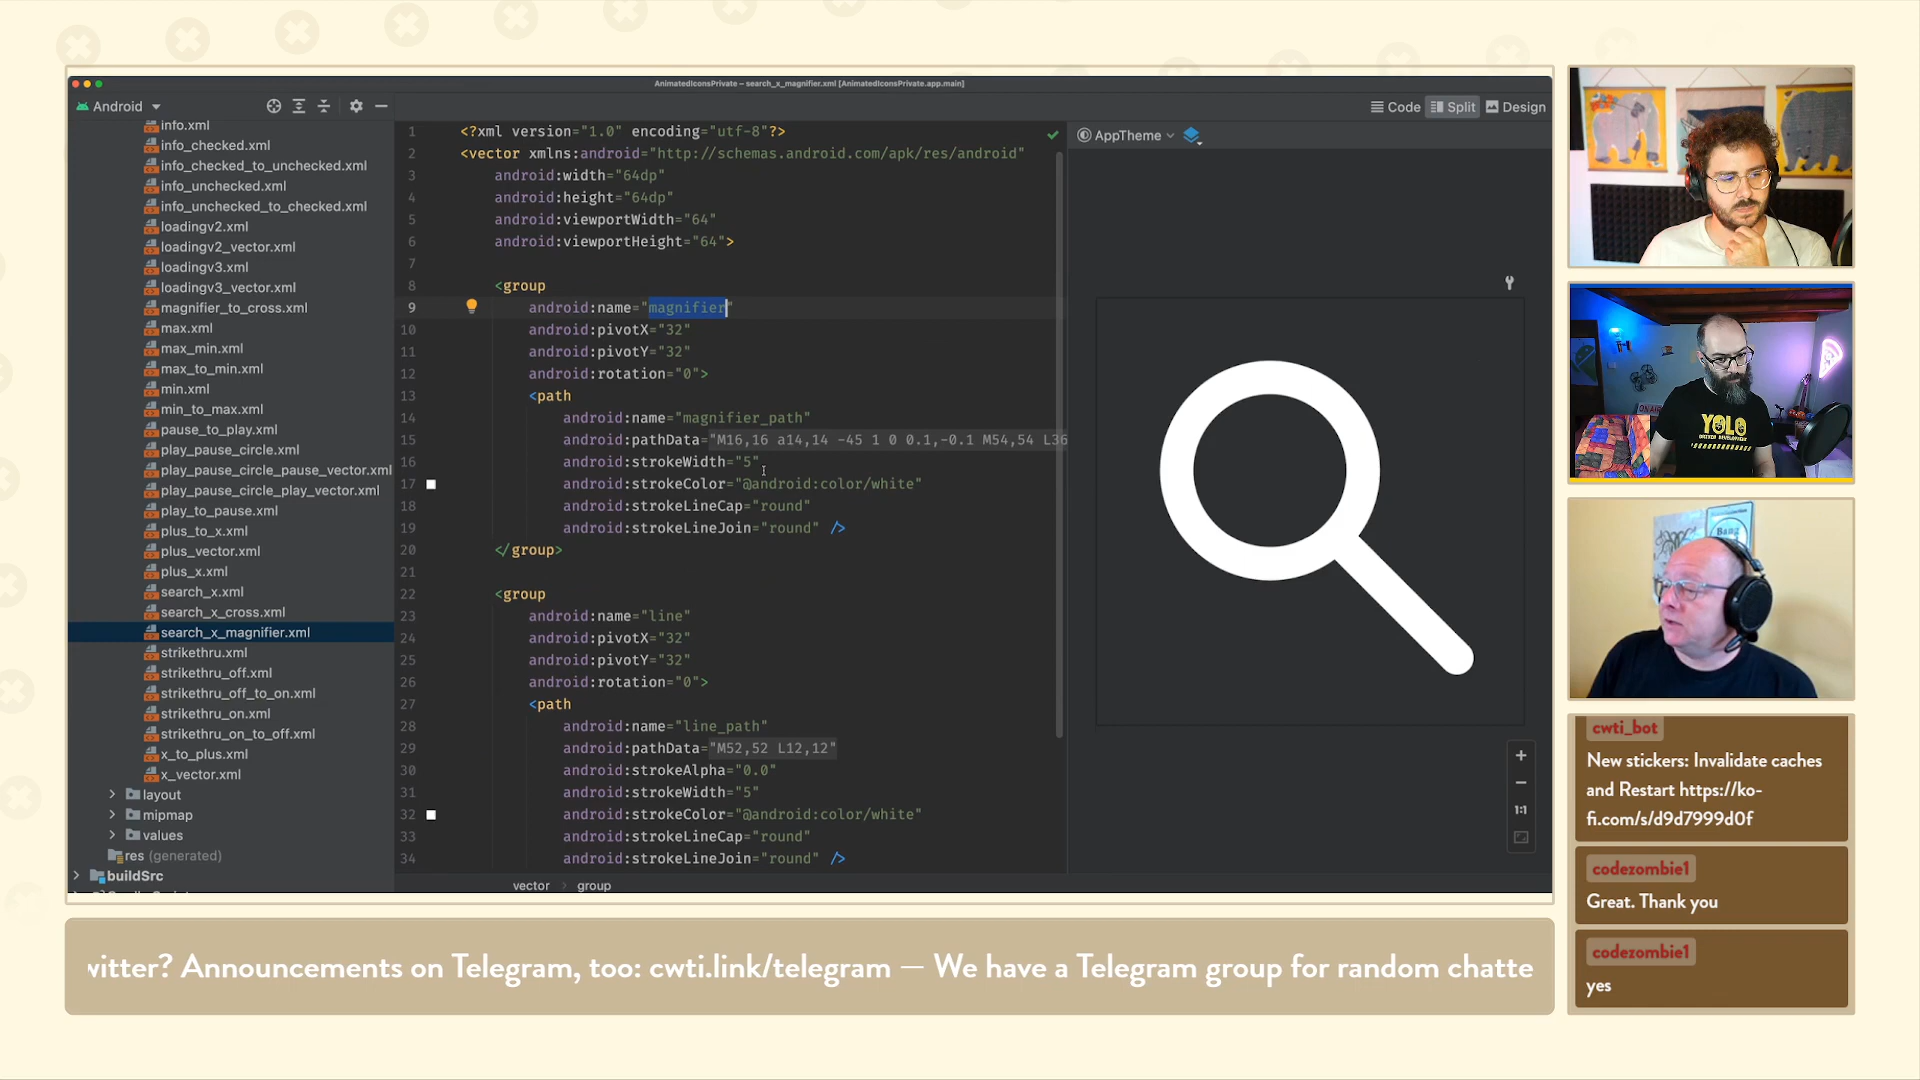 AnimatedIconsPrivate – search_x_magnifier.xml [AnimatedIconsPrivate.app.main]
Android
Code
Split
Design
info.xml
info_checked.xml
info_checked_to_unchecked.xml
info_unchecked.xml
info_unchecked_to_checked.xml
loadingv2.xml
loadingv2_vector.xml
loadingv3.xml
loadingv3_vector.xml
magnifier_to_cross.xml
max.xml
max_min.xml
max_to_min.xml
min.xml
min_to_max.xml
pause_to_play.xml
play_pause_circle.xml
play_pause_circle_pause_vector.xml
play_pause_circle_play_vector.xml
play_to_pause.xml
plus_to_x.xml
plus_vector.xml
plus_x.xml
search_x.xml
search_x_cross.xml
search_x_magnifier.xml
strikethru.xml
strikethru_off.xml
strikethru_off_to_on.xml
strikethru_on.xml
strikethru_on_to_off.xml
x_to_plus.xml
x_vector.xml
layout
mipmap
values
res (generated)
buildSrc
1 <?xml version="1.0" encoding="utf-8"?>
2 <vector xmlns:android="http://schemas.android.com/apk/res/android"
3 android:width="64dp"
4 android:height="64dp"
5 android:viewportWidth="64"
6 android:viewportHeight="64">
7
8 <group
9 android:name="magnifier"
10 android:pivotX="32"
11 android:pivotY="32"
12 android:rotation="0">
13 <path
14 android:name="magnifier_path"
15 android:pathData="M16,16 a14,14 -45 1 0 0.1,-0.1 M54,54 L36
16 android:strokeWidth="5"
17 android:strokeColor="@android:color/white"
18 android:strokeLineCap="round"
19 android:strokeLineJoin="round" />
20 </group>
21
22 <group
23 android:name="line"
24 android:pivotX="32"
25 android:pivotY="32"
26 android:rotation="0">
27 <path
28 android:name="line_path"
29 android:pathData="M52,52 L12,12"
30 android:strokeAlpha="0.0"
31 android:strokeWidth="5"
32 android:strokeColor="@android:color/white"
33 android:strokeLineCap="round"
34 android:strokeLineJoin="round" />
vector > group
AppTheme
1:1
YOLO
DRIVEN DEVELOPMENT
cwti_bot
New stickers: Invalidate caches
and Restart https://ko-
fi.com/s/d9d7999d0f
codezombie1
Great. Thank you
codezombie1
yes
witter? Announcements on Telegram, too: cwti.link/telegram — We have a Telegram group for random chatte